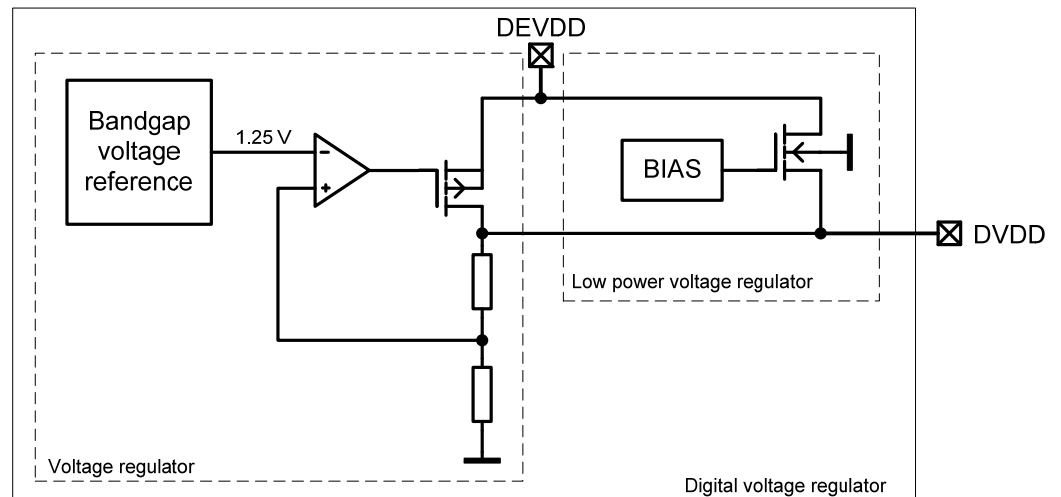 DEVDD
Bandgap
voltage
reference
1.25 V
-
+
BIAS
DVDD
Low power voltage regulator
Voltage regulator
Digital voltage regulator